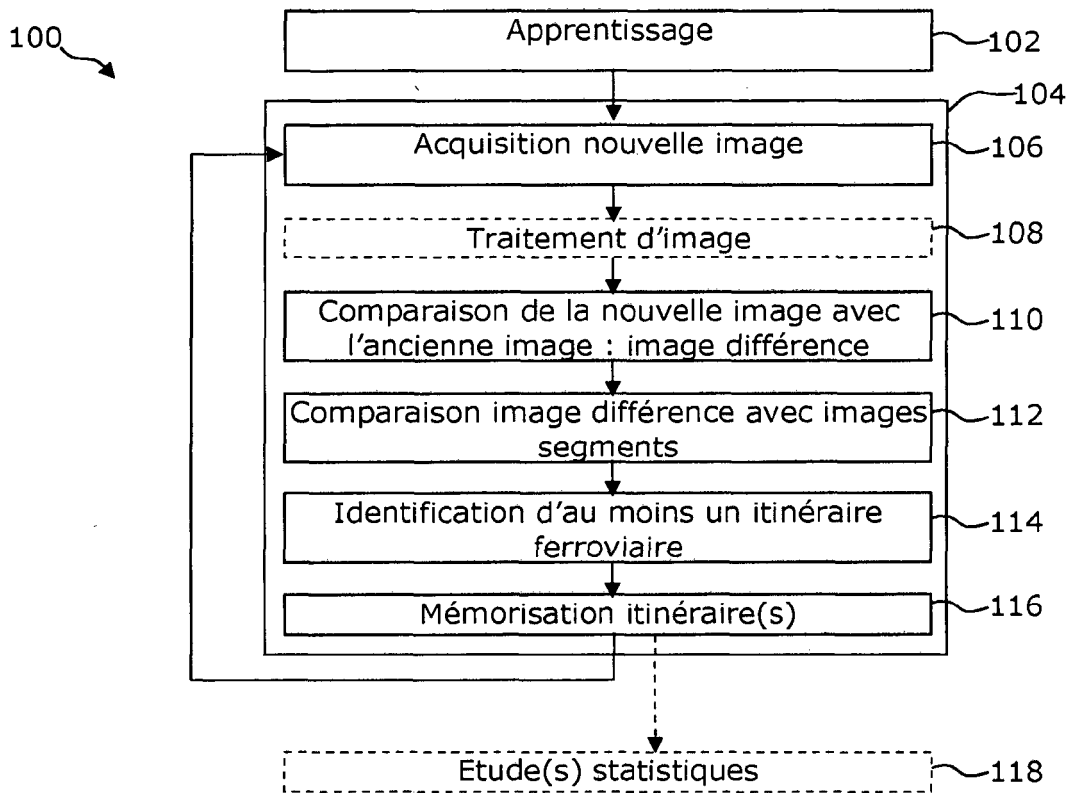 100
Apprentissage
102
104
Acquisition nouvelle image
106
Traitement d'image
108
Comparaison de la nouvelle image avec
l'ancienne image : image différence
110
Comparaison image différence avec images
segments
112
Identification d'au moins un itinéraire
ferroviaire
114
Mémorisation itinéraire(s)
116
Etude(s) statistiques
118